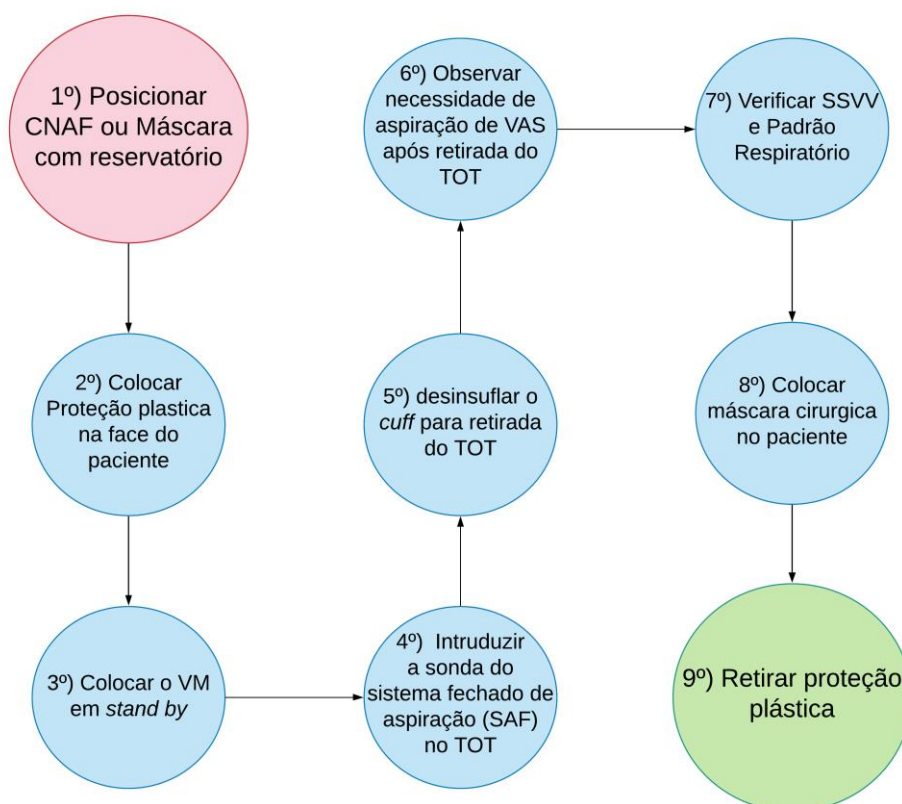 1º) Posicionar
CNAF ou Máscara
com reservatório
2º) Colocar
Proteção plastica
na face do
paciente
3º) Colocar o VM
em stand by
4º) Intruduzir
a sonda do
sistema fechado de
aspiração (SAF)
no TOT
5º) desinsuflar o
cuff para retirada
do TOT
6º) Observar
necessidade de
aspiração de VAS
após retirada do
TOT
7º) Verificar SSVV
e Padrão
Respiratório
8º) Colocar
máscara cirurgica
no paciente
9º) Retirar proteção
plástica